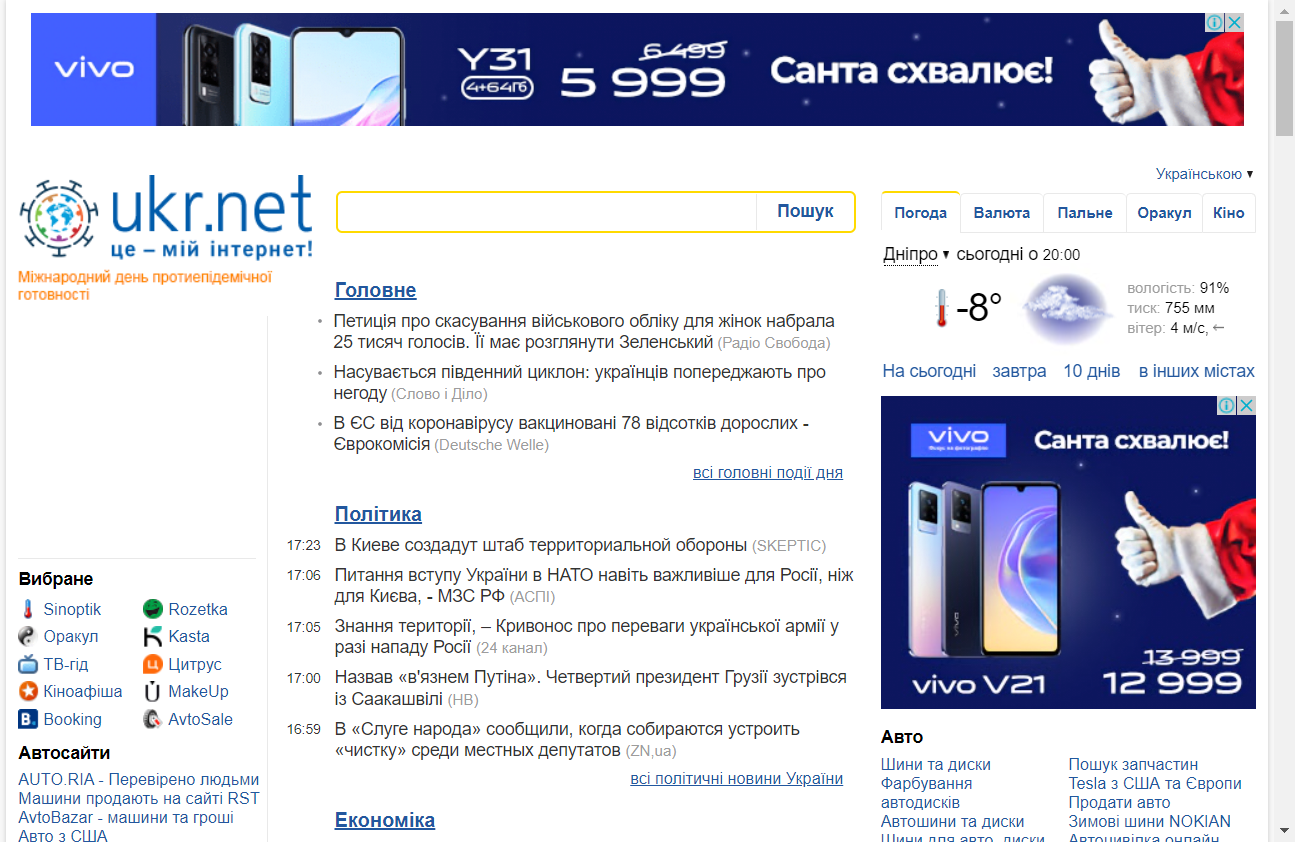 vivo
Y31
4+64Гб
6 499
5 999
Санта схвалює!
Українською
ukr.net
це – мій інтернет!
Міжнародний день протиепідемічної
готовності
Пошук
Погода
Валюта
Пальне
Оракул
Кіно
Дніпро сьогодні о 20:00
-8°
вологість: 91%
тиск: 755 мм
вітер: 4 м/с, ←
На сьогодні завтра 10 днів в інших містах
Головне
Петиція про скасування військового обліку для жінок набрала
25 тисяч голосів. Її має розглянути Зеленський (Радіо Свобода)
Насувається південний циклон: українців попереджають про
негоду (Слово і Діло)
В ЄС від коронавірусу вакциновані 78 відсотків дорослих -
Єврокомісія (Deutsche Welle)
всі головні події дня
Політика
17:23 В Киеве создадут штаб территориальной обороны (SKEPTIC)
17:06 Питання вступу України в НАТО навіть важливіше для Росії, ніж
для Києва, - МЗС РФ (АСПІ)
17:05 Знання території, – Кривонос про переваги української армії у
разі нападу Росії (24 канал)
17:00 Назвав «в'язнем Путіна». Четвертий президент Грузії зустрівся
із Саакашвілі (НВ)
16:59 В «Слуге народа» сообщили, когда собираются устроить
«чистку» среди местных депутатов (ZN,ua)
всі політичні новини України
Економіка
Вибране
Sinoptik
Rozetka
Оракул
Kasta
ТВ-гід
Цитрус
Кіноафіша
MakeUp
Booking
AvtoSale
Автосайти
AUTO.RIA - Перевірено людьми
Машини продають на сайті RST
AvtoBazar - машини та гроші
Авто з США
vivo
Санта схвалює!
vivo
13 999
vivo V21
12 999
Авто
Шини та диски
Фарбування
автодисків
Автошини та диски
Шини для авто, диски
Пошук запчастин
Tesla з США та Європи
Продати авто
Зимові шини NOKIAN
Автоцивілка онлайн